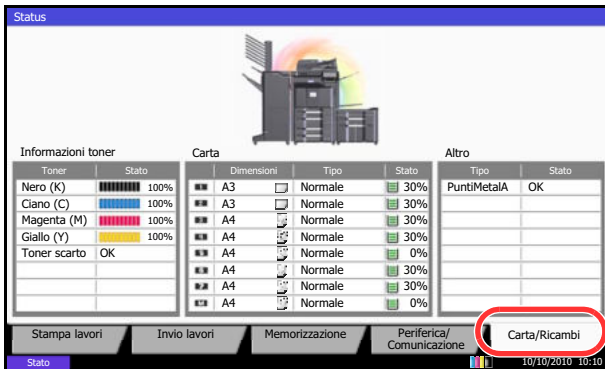 Status
Informazioni toner
Carta
Altro
Toner Stato
Dimensioni Tipo Stato
Tipo Stato
Nero (K) 100%
Ciano (C) 100%
Magenta (M) 100%
Giallo (Y) 100%
Toner scarto OK
A3 Normale 30%
A3 Normale 30%
A4 Normale 30%
A4 Normale 30%
A4 Normale 0%
A4 Normale 30%
A4 Normale 30%
A4 Normale 0%
PuntiMetalA OK
Stampa lavori
Invio lavori
Memorizzazione
Periferica/
Comunicazione
Carta/Ricambi
Stato
10/10/2010 10:10